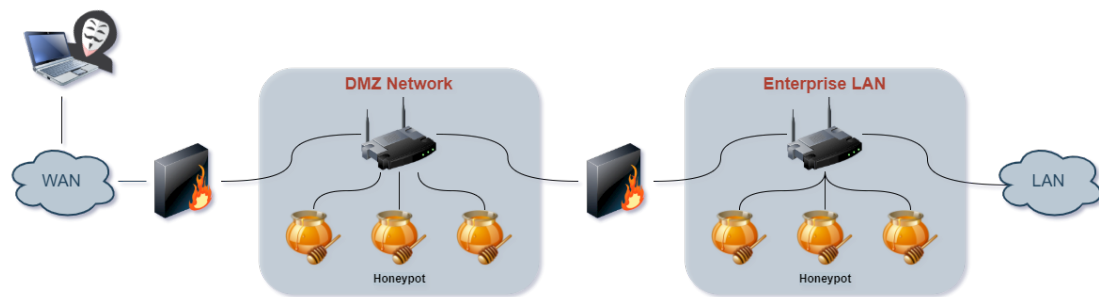 DMZ Network
Enterprise LAN
WAN
LAN
Honeypot
Honeypot